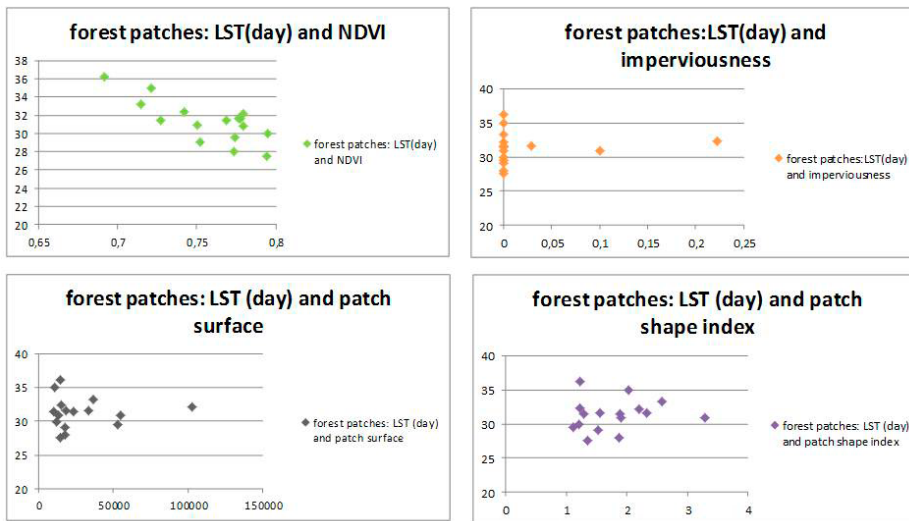 forest patches: LST(day) and NDVI
38
36
34
32
30
28
26
24
22
20
0,65
0,7
0,75
0,8
forest patches: LST(day)
and NDVI
forest patches:LST(day) and
imperviousness
40
35
30
25
20
0
0,05
0,1
0,15
0,2
0,25
forest patches:LST(day)
and imperviousness
forest patches: LST (day) and patch
surface
40
35
30
25
20
0
50000
100000
150000
forest patches: LST (day)
and patch surface
forest patches: LST (day) and patch
shape index
40
35
30
25
20
0
1
2
3
4
forest patches: LST (day)
and patch shape index